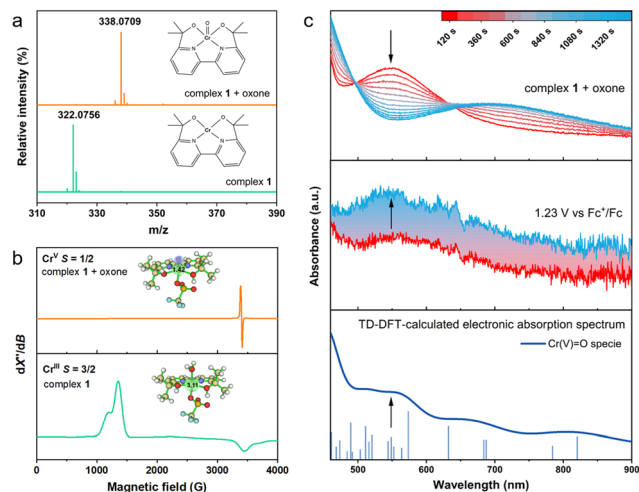 a
338.0709
O
O
Cr
O
N
N
complex 1 + oxone
322.0756
O
Cr
O
N
N
complex 1
Relative intensity (%)
310
330
350
370
390
m/z
b
Cr^V S = 1/2
complex 1 + oxone
1.42
Cr^III S = 3/2
complex 1
3.11
dX"/dB
0
1000
2000
3000
4000
Magnetic field (G)
c
120 s
360 s
600 s
840 s
1080 s
1320 s
complex 1 + oxone
1.23 V vs Fc⁺/Fc
TD-DFT-calculated electronic absorption spectrum
Cr(V)=O specie
Absorbance (a.u.)
500
600
700
800
900
Wavelength (nm)